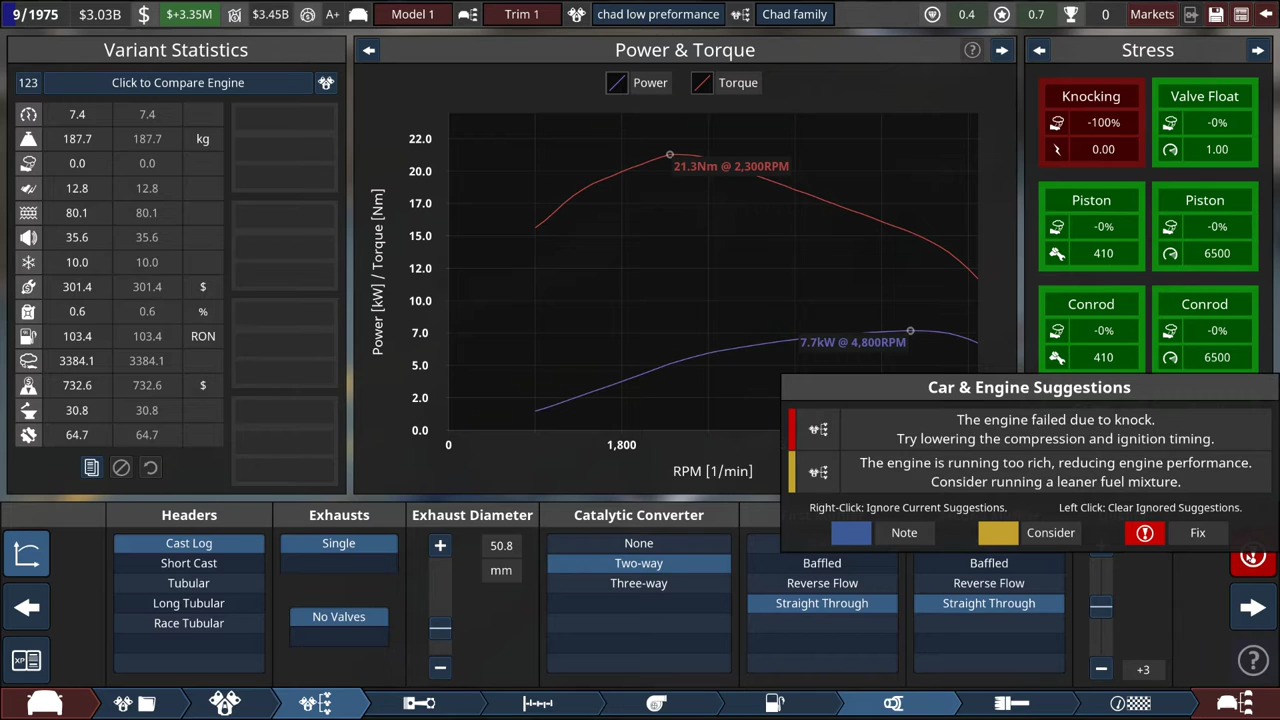 9/1975 $3.03B $ $+3.35M $3.45B A+ Model 1 Trim 1 chad low preformance Chad family 0.4 0.7 0 Markets
Variant Statistics
123 Click to Compare Engine
7.4 7.4
187.7 187.7 kg
0.0 0.0
12.8 12.8
80.1 80.1
35.6 35.6
10.0 10.0
301.4 301.4 $
0.6 0.6 %
103.4 103.4 RON
3384.1 3384.1
732.6 732.6 $
30.8 30.8
64.7 64.7
Power & Torque
Power Torque
Power [kW] / Torque [Nm]
22.0
20.0
17.0
15.0
12.0
10.0
7.0
5.0
2.0
0.0
21.3Nm @ 2,300RPM
7.7kW @ 4,800RPM
0 1,800
RPM [1/min]
Stress
Knocking
-100%
0.00
Valve Float
-0%
1.00
Piston
-0%
410
Piston
-0%
6500
Conrod
-0%
410
Conrod
-0%
6500
Car & Engine Suggestions
The engine failed due to knock.
Try lowering the compression and ignition timing.
The engine is running too rich, reducing engine performance.
Consider running a leaner fuel mixture.
Right-Click: Ignore Current Suggestions. Left Click: Clear Ignored Suggestions.
Note Consider Fix
Headers
Cast Log
Short Cast
Tubular
Long Tubular
Race Tubular
Exhausts
Single
No Valves
Exhaust Diameter
50.8
mm
Catalytic Converter
None
Two-way
Three-way
Baffled
Reverse Flow
Straight Through
Baffled
Reverse Flow
Straight Through
+3
XP